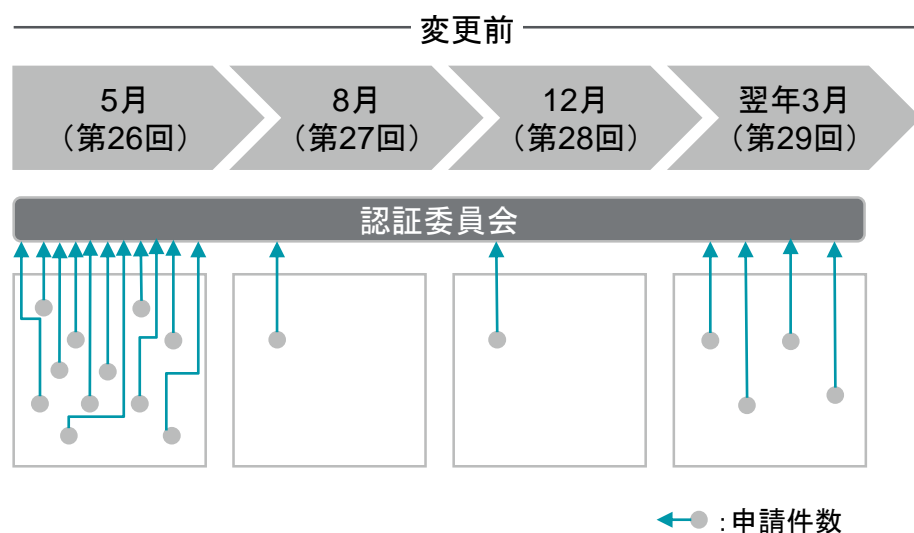 変更前
5月
（第26回）
8月
（第27回）
12月
（第28回）
翌年3月
（第29回）
認証委員会
：申請件数